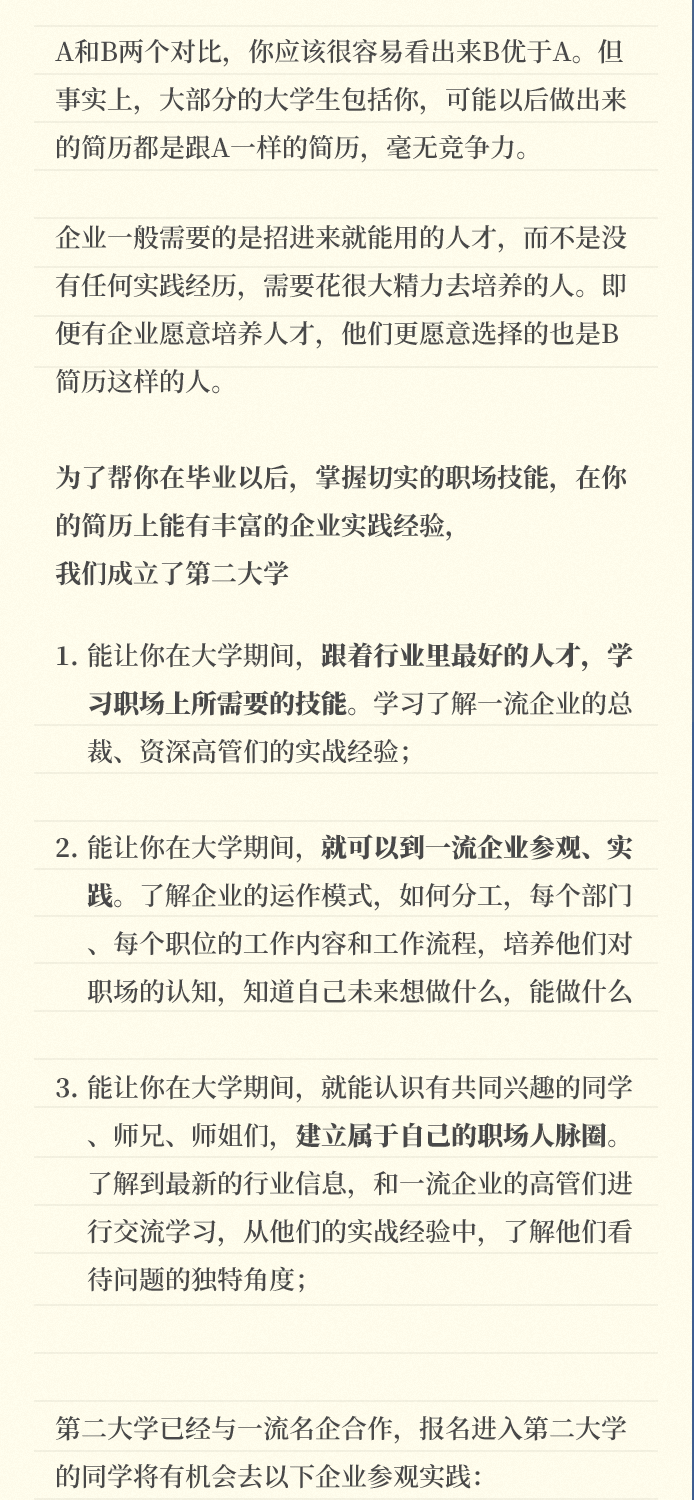 A和B两个对比，你应该很容易看出来B优于A。但
事实上，大部分的大学生包括你，可能以后做出来
的简历都是跟A一样的简历，毫无竞争力。
企业一般需要的是招进来就能用的人才，而不是没
有任何实践经历，需要花很大精力去培养的人。即
便有企业愿意培养人才，他们更愿意选择的也是B
简历这样的人。
为了帮你在毕业以后，掌握切实的职场技能，在你
的简历上能有丰富的企业实践经验，
我们成立了第二大学
1. 能让你在大学期间，跟着行业里最好的人才，学
习职场上所需要的技能。学习了解一流企业的总
裁、资深高管们的实战经验；
2. 能让你在大学期间，就可以到一流企业参观、实
践。了解企业的运作模式，如何分工，每个部门
、每个职位的工作内容和工作流程，培养他们对
职场的认知，知道自己未来想做什么，能做什么
3. 能让你在大学期间，就能认识有共同兴趣的同学
、师兄、师姐们，建立属于自己的职场人脉圈。
了解到最新的行业信息，和一流企业的高管们进
行交流学习，从他们的实战经验中，了解他们看
待问题的独特角度；
第二大学已经与一流名企合作，报名进入第二大学
的同学将有机会去以下企业参观实践：